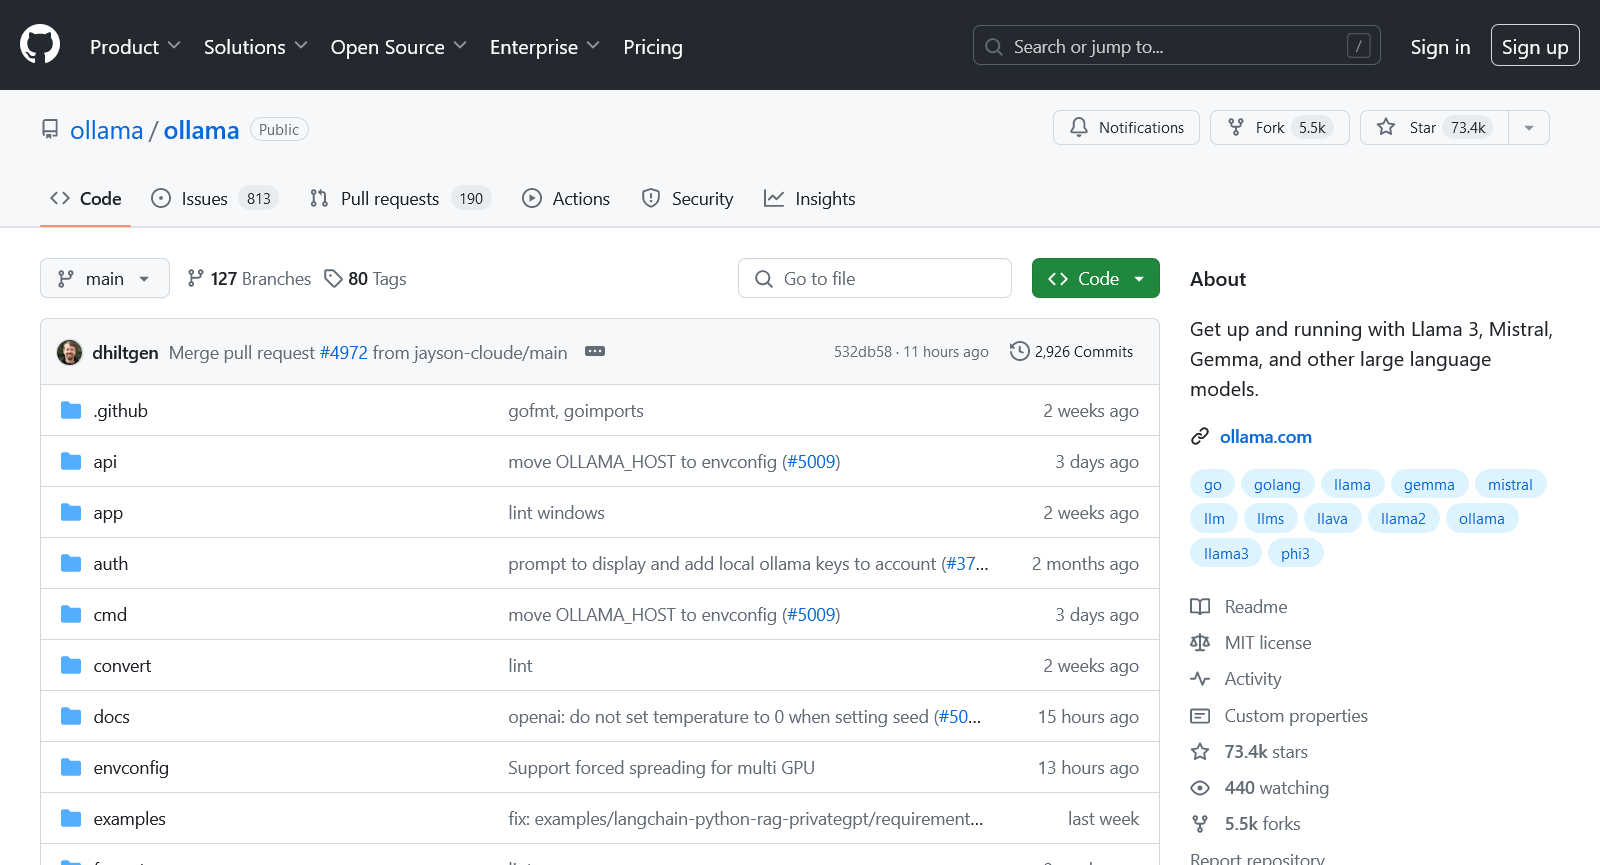 Product Solutions Open Source Enterprise Pricing Search or jump to... / Sign in Sign up
ollama / ollama Public Notifications Fork 5.5k Star 73.4k
Code Issues 813 Pull requests 190 Actions Security Insights
main 127 Branches 80 Tags Go to file Code
dhiltgen Merge pull request #4972 from jayson-cloude/main 532db58 · 11 hours ago 2,926 Commits
.github gofmt, goimports 2 weeks ago
api move OLLAMA_HOST to envconfig (#5009) 3 days ago
app lint windows 2 weeks ago
auth prompt to display and add local ollama keys to account (#37... 2 months ago
cmd move OLLAMA_HOST to envconfig (#5009) 3 days ago
convert lint 2 weeks ago
docs openai: do not set temperature to 0 when setting seed (#50... 15 hours ago
envconfig Support forced spreading for multi GPU 13 hours ago
examples fix: examples/langchain-python-rag-privategpt/requirement... last week
About
Get up and running with Llama 3, Mistral,
Gemma, and other large language
models.
ollama.com
go golang llama gemma mistral
llm llms llava llama2 ollama
llama3 phi3
Readme
MIT license
Activity
Custom properties
73.4k stars
440 watching
5.5k forks
Report repository